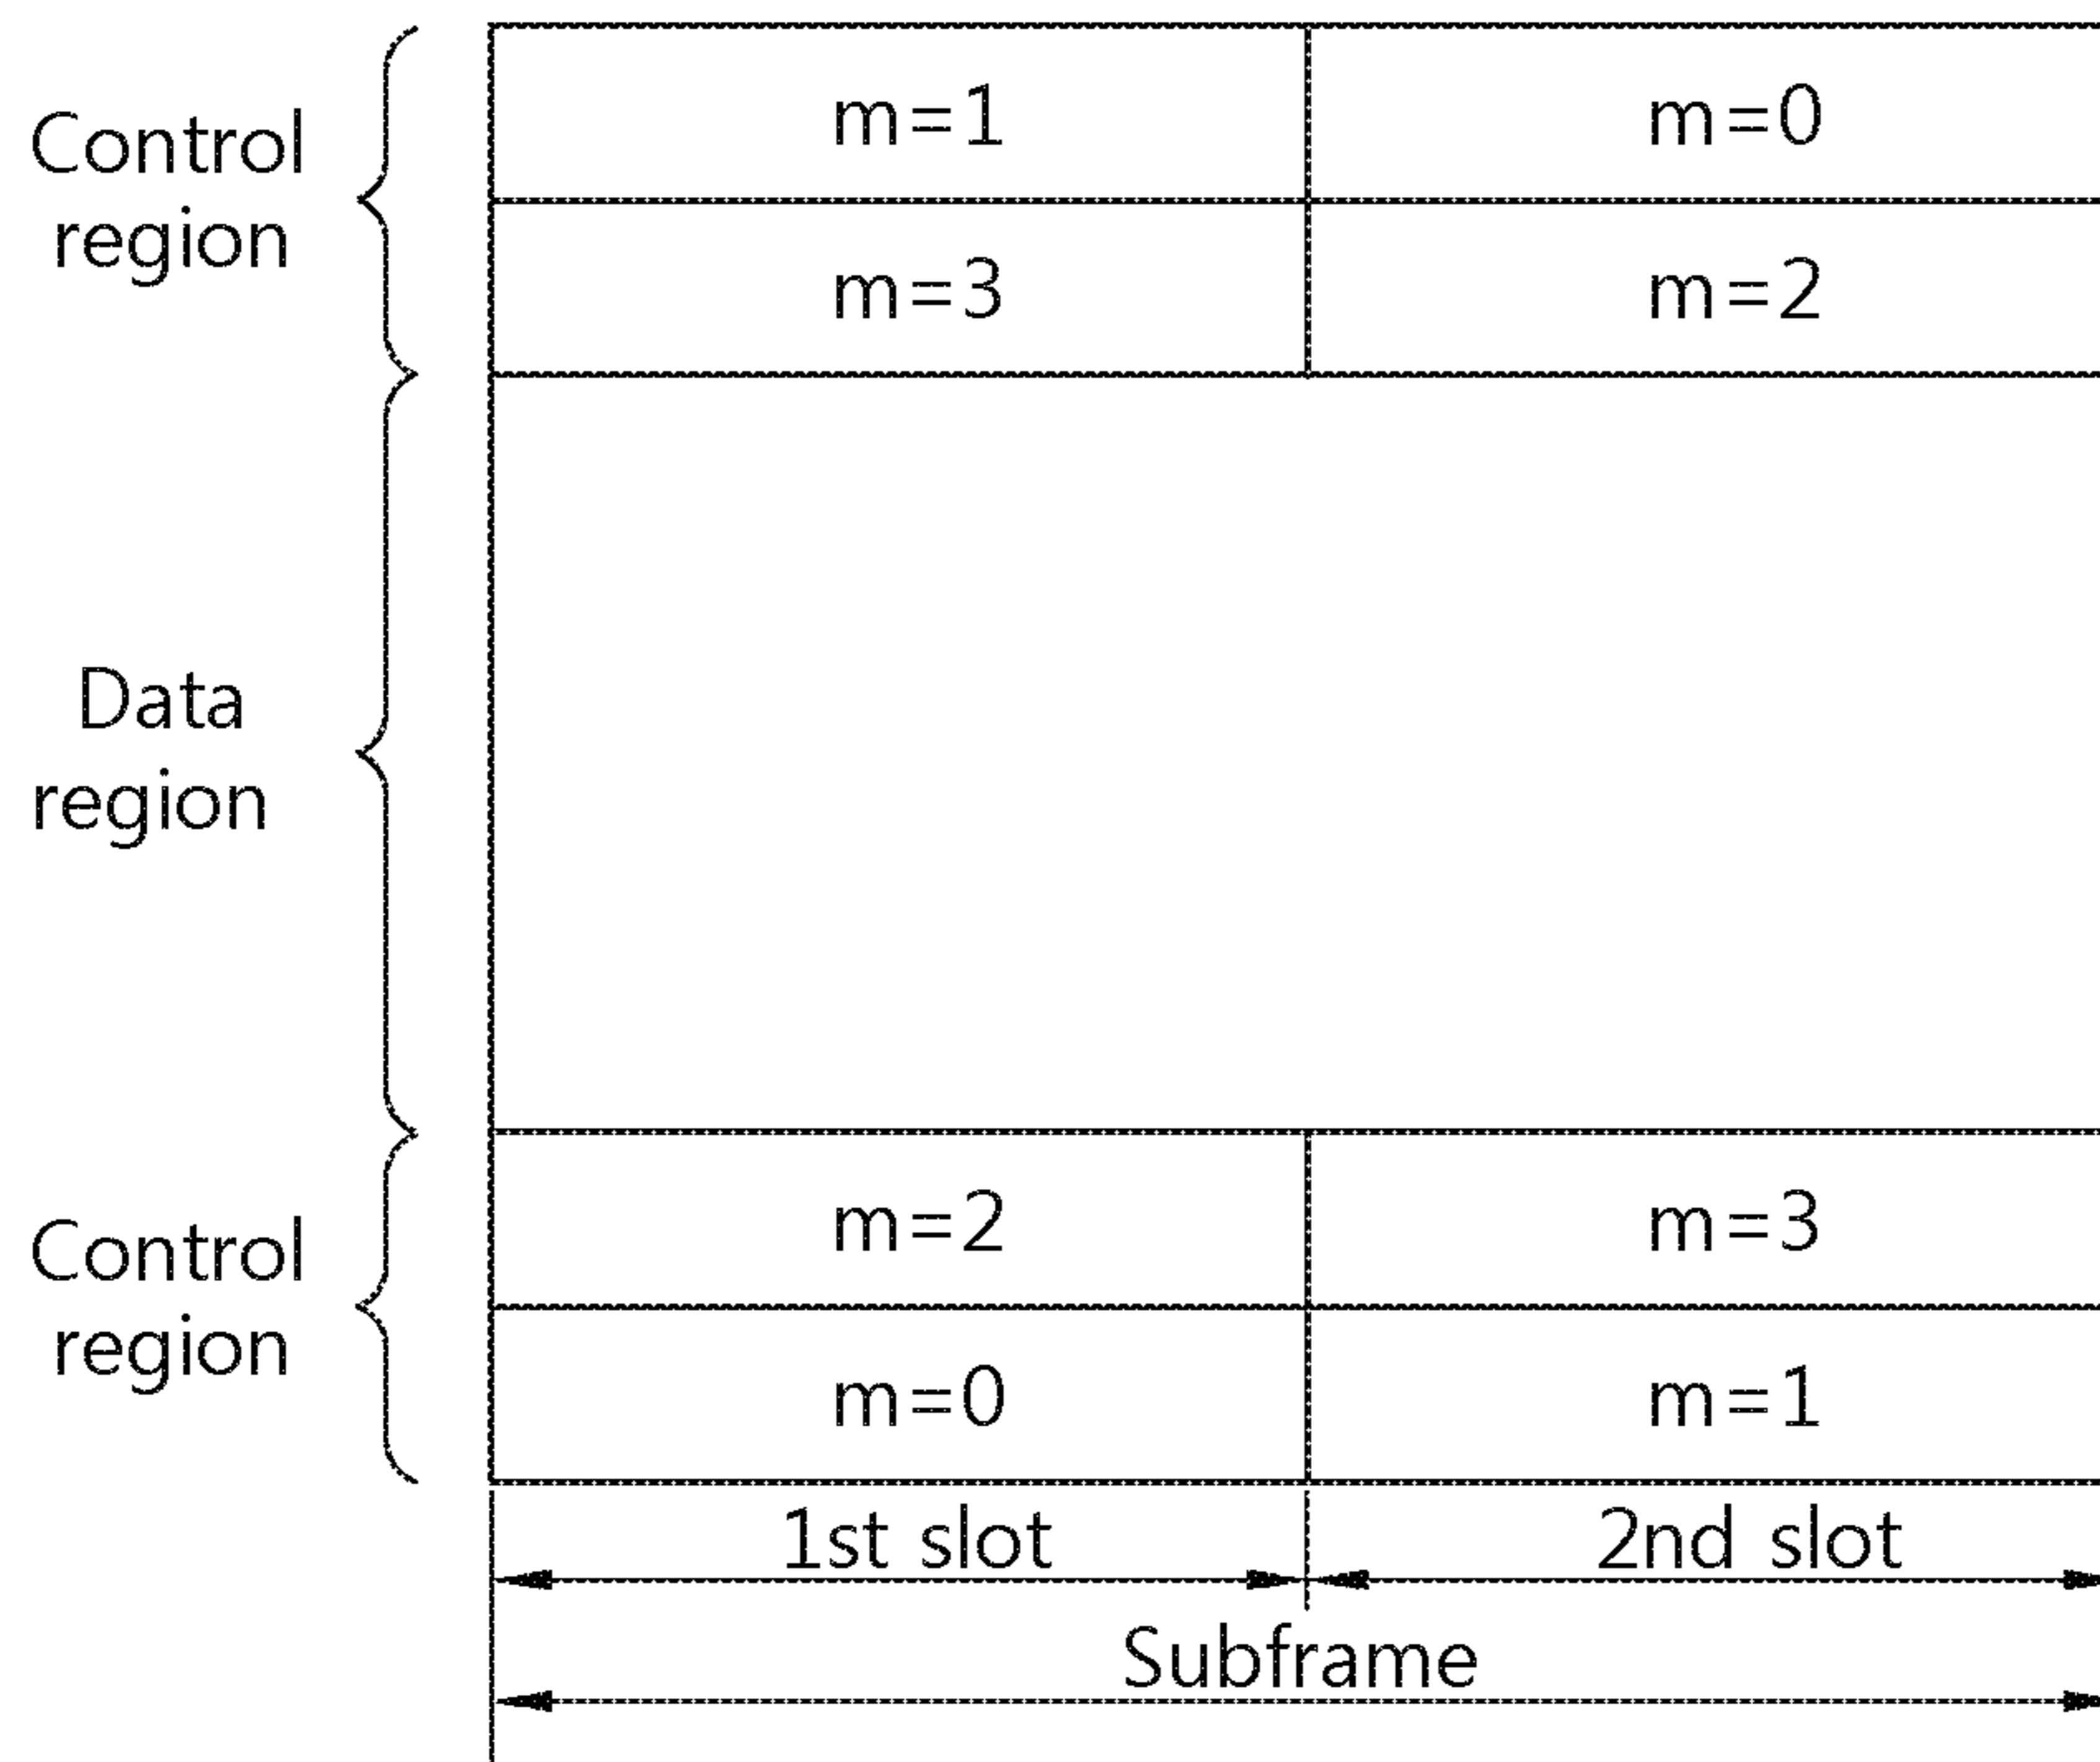 Control
region
m=1
m=0
m=3
m=2
Data
region
Control
region
m=2
m=3
m=0
m=1
1st slot
2nd slot
Subframe